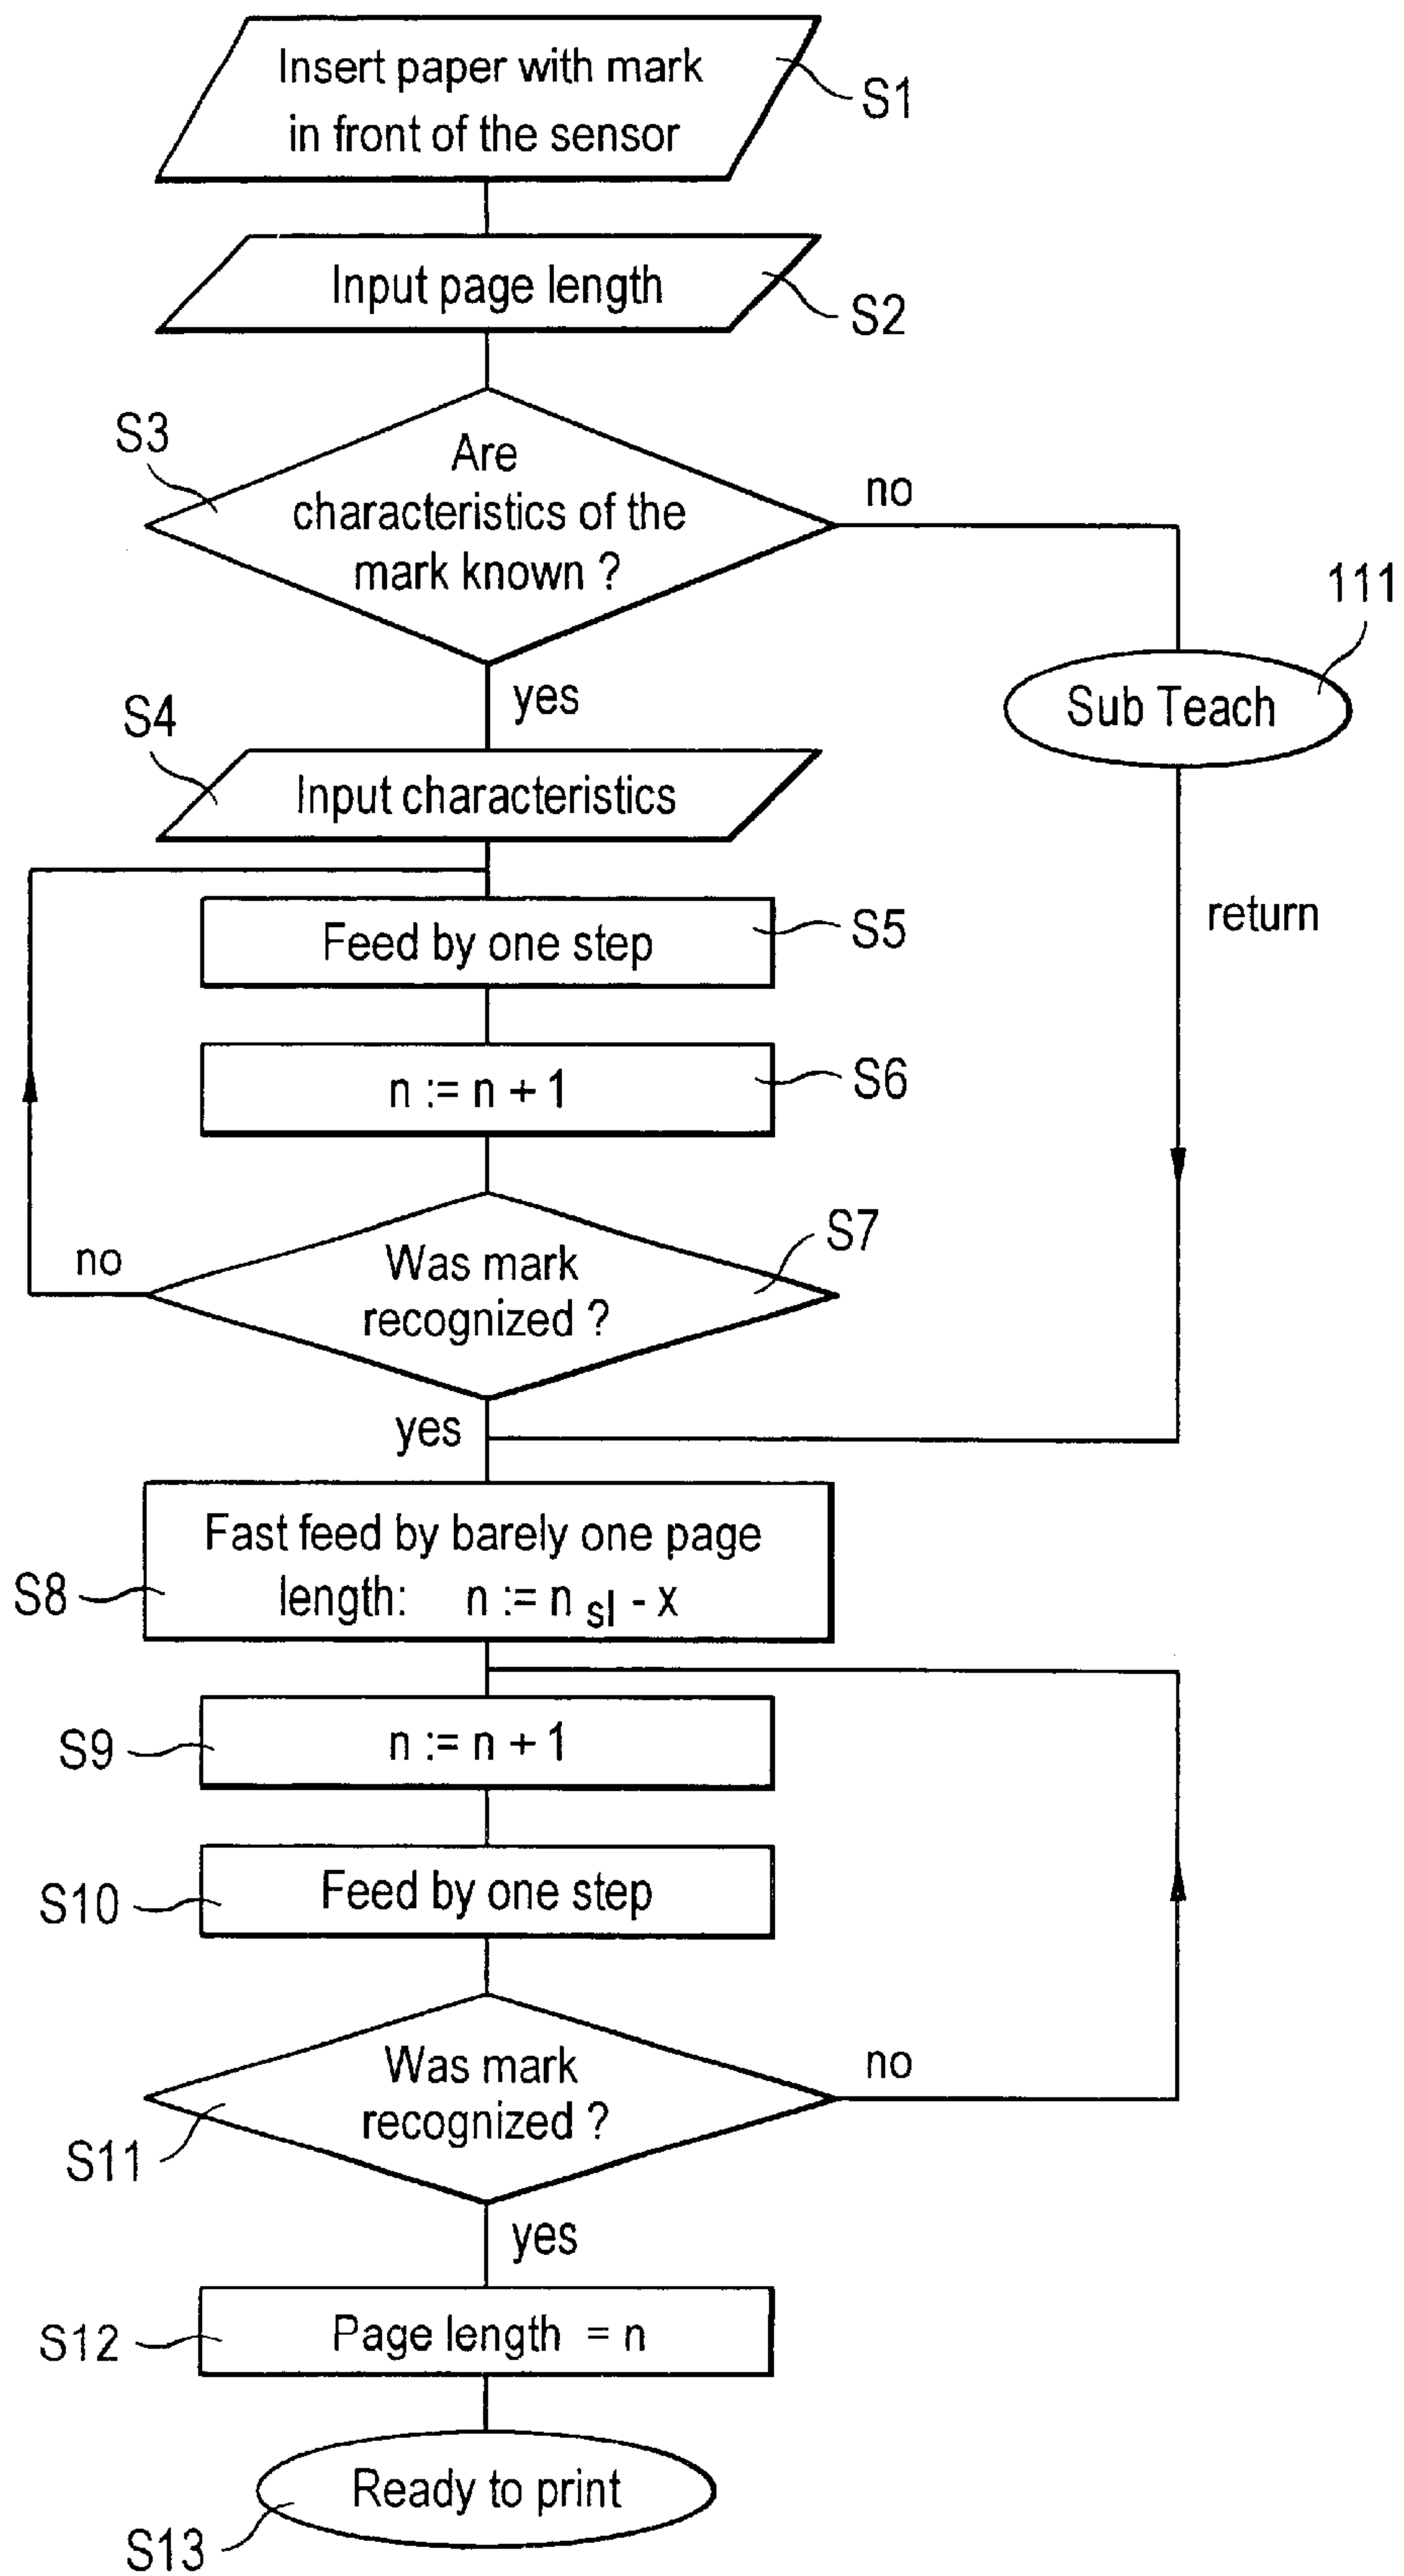 Insert paper with mark
in front of the sensor
S1
Input page length
S2
S3
Are
characteristics of the
mark known ?
no
111
yes
Sub Teach
S4
Input characteristics
return
Feed by one step
S5
n := n + 1
S6
S7
no
Was mark
recognized ?
yes
Fast feed by barely one page
length: n := n sl - x
S8
n := n + 1
S9
Feed by one step
S10
Was mark
recognized ?
no
S11
yes
Page length = n
S12
Ready to print
S13